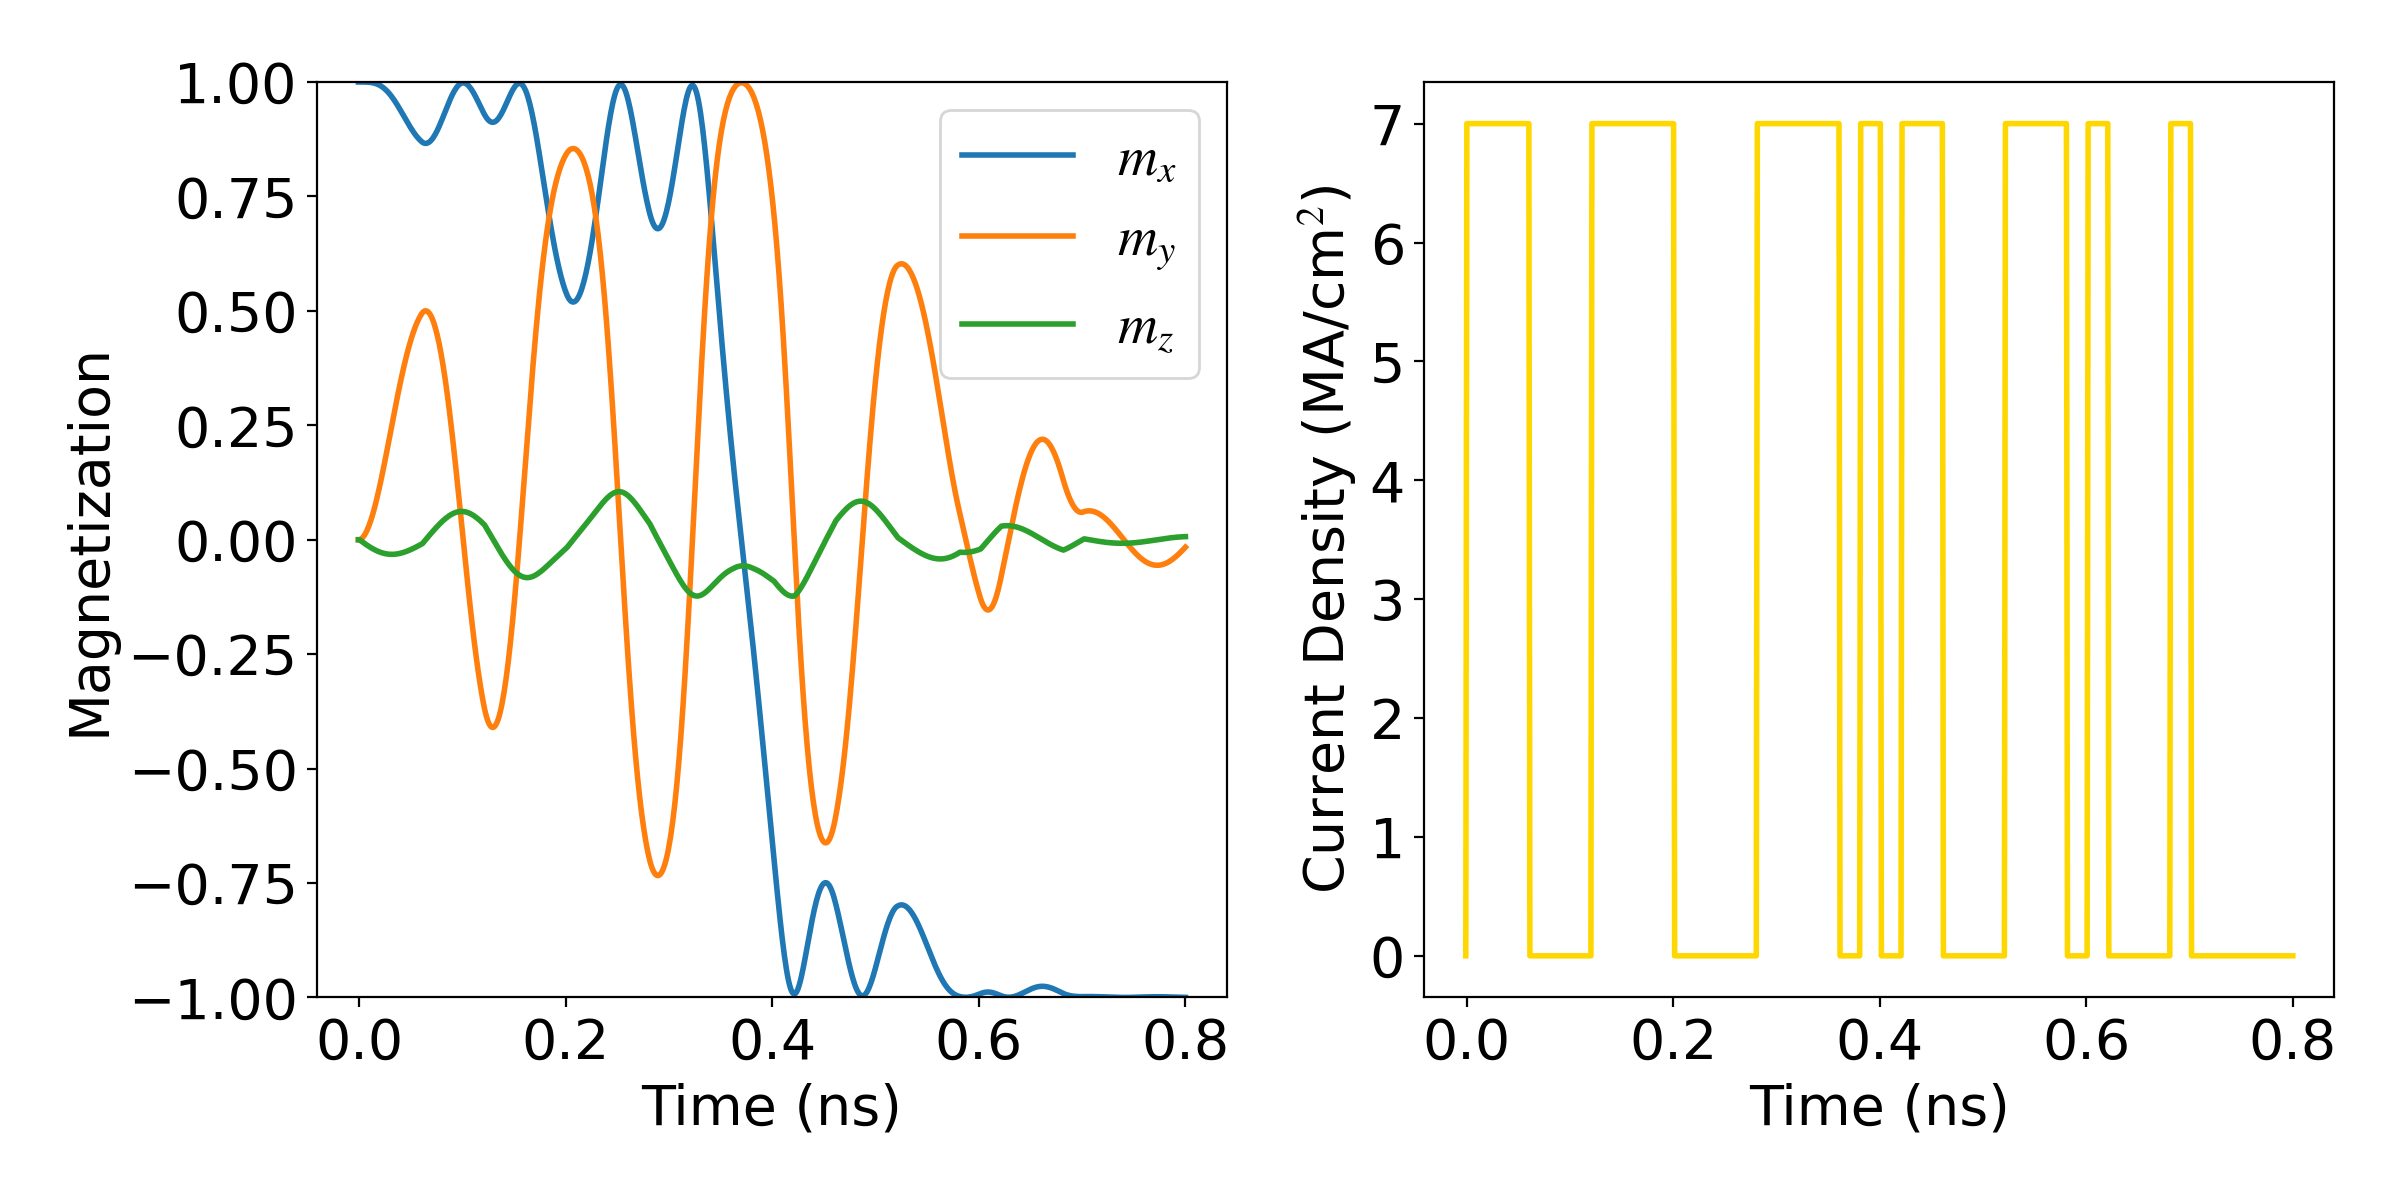 1.00
0.75
0.50
0.25
0.00
−0.25
−0.50
−0.75
−1.00
Magnetization
0.0 0.2 0.4 0.6 0.8
Time (ns)
m_x
m_y
m_z
7
6
5
4
3
2
1
0
Current Density (MA/cm²)
0.0 0.2 0.4 0.6 0.8
Time (ns)